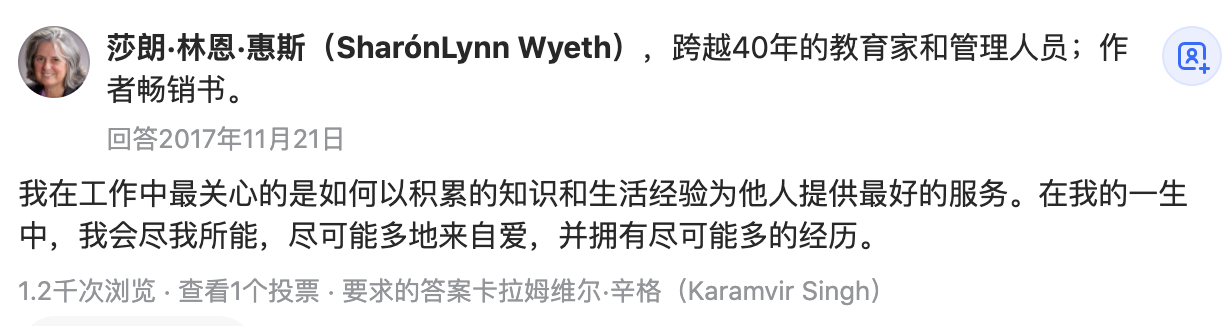 莎朗·林恩·惠斯（SharónLynn Wyeth），跨越40年的教育家和管理人员；作
者畅销书。
回答2017年11月21日
我在工作中最关心的是如何以积累的知识和生活经验为他人提供最好的服务。在我的一生
中，我会尽我所能，尽可能多地来自爱，并拥有尽可能多的经历。
1.2千次浏览 · 查看1个投票 · 要求的答案卡拉姆维尔·辛格（Karamvir Singh）